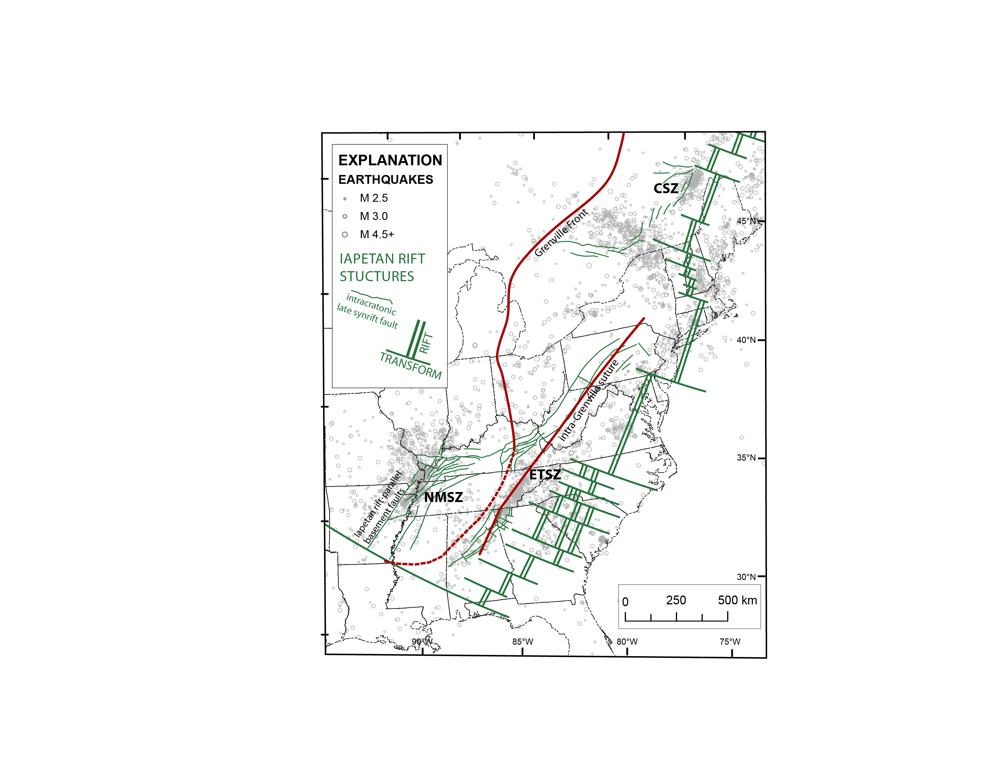 EXPLANATION
EARTHQUAKES
M 2.5
M 3.0
M 4.5+
IAPETAN RIFT
STUCTURES
intracratonic
late synrift fault
RIFT
TRANSFORM
CSZ
Grenville Front
45°N
40°N
intra-Grenville suture
35°N
ETSZ
NMSZ
Iapetan rift-parallel
basement faults
30°N
0 250 500 km
90°W 85°W 80°W 75°W